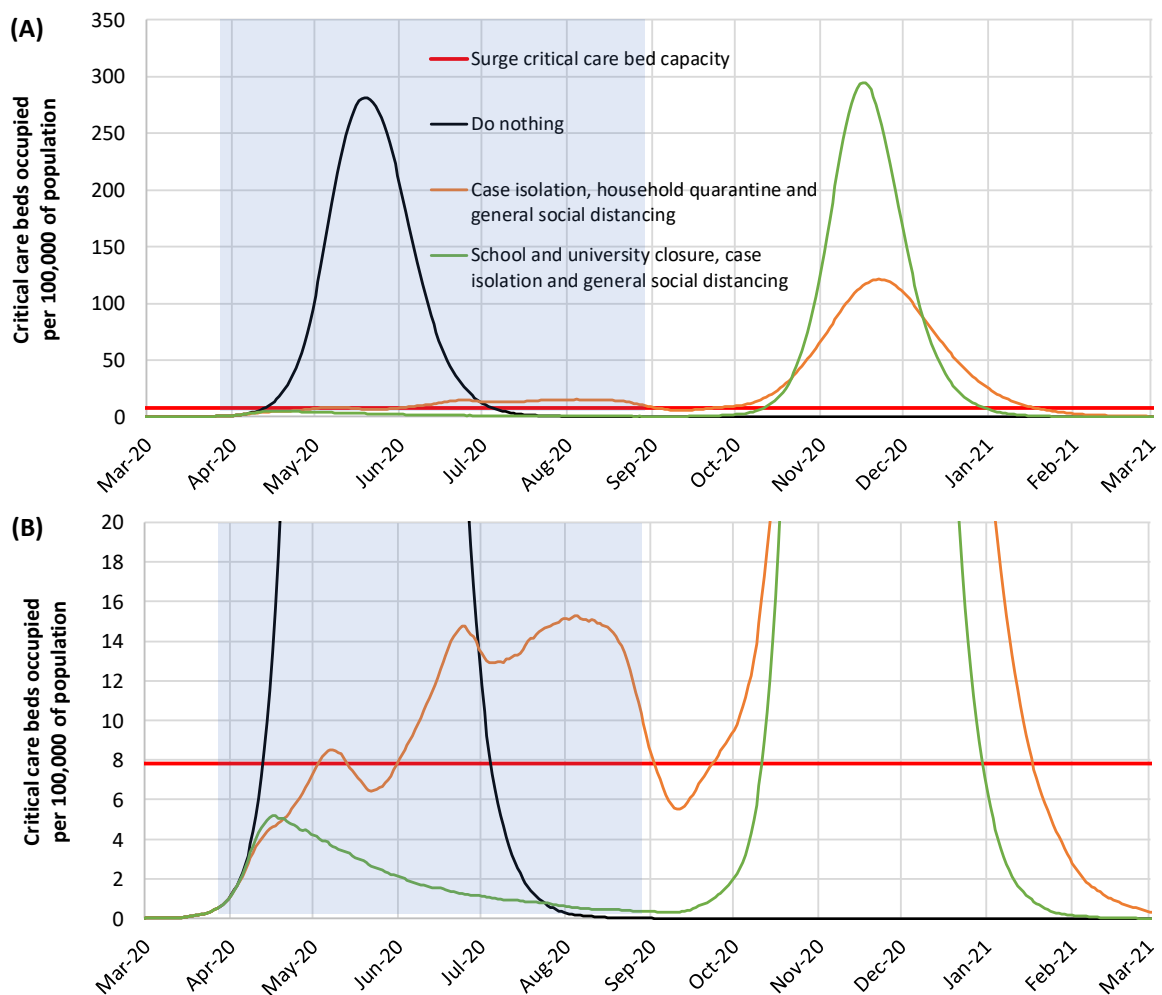 (A)
Critical care beds occupied
per 100,000 of population
350
300
250
200
150
100
50
0
Surge critical care bed capacity
Do nothing
Case isolation, household quarantine and
general social distancing
School and university closure, case
isolation and general social distancing
Mar-20
Apr-20
May-20
Jun-20
Jul-20
Aug-20
Sep-20
Oct-20
Nov-20
Dec-20
Jan-21
Feb-21
Mar-21
(B)
Critical care beds occupied
per 100,000 of population
20
18
16
14
12
10
8
6
4
2
0
Mar-20
Apr-20
May-20
Jun-20
Jul-20
Aug-20
Sep-20
Oct-20
Nov-20
Dec-20
Jan-21
Feb-21
Mar-21